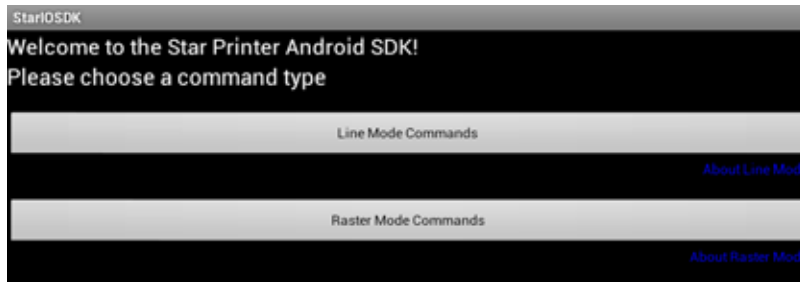 StarIOSDK
Welcome to the Star Printer Android SDK!
Please choose a command type
Line Mode Commands
About Line Mod
Raster Mode Commands
About Raster Mod